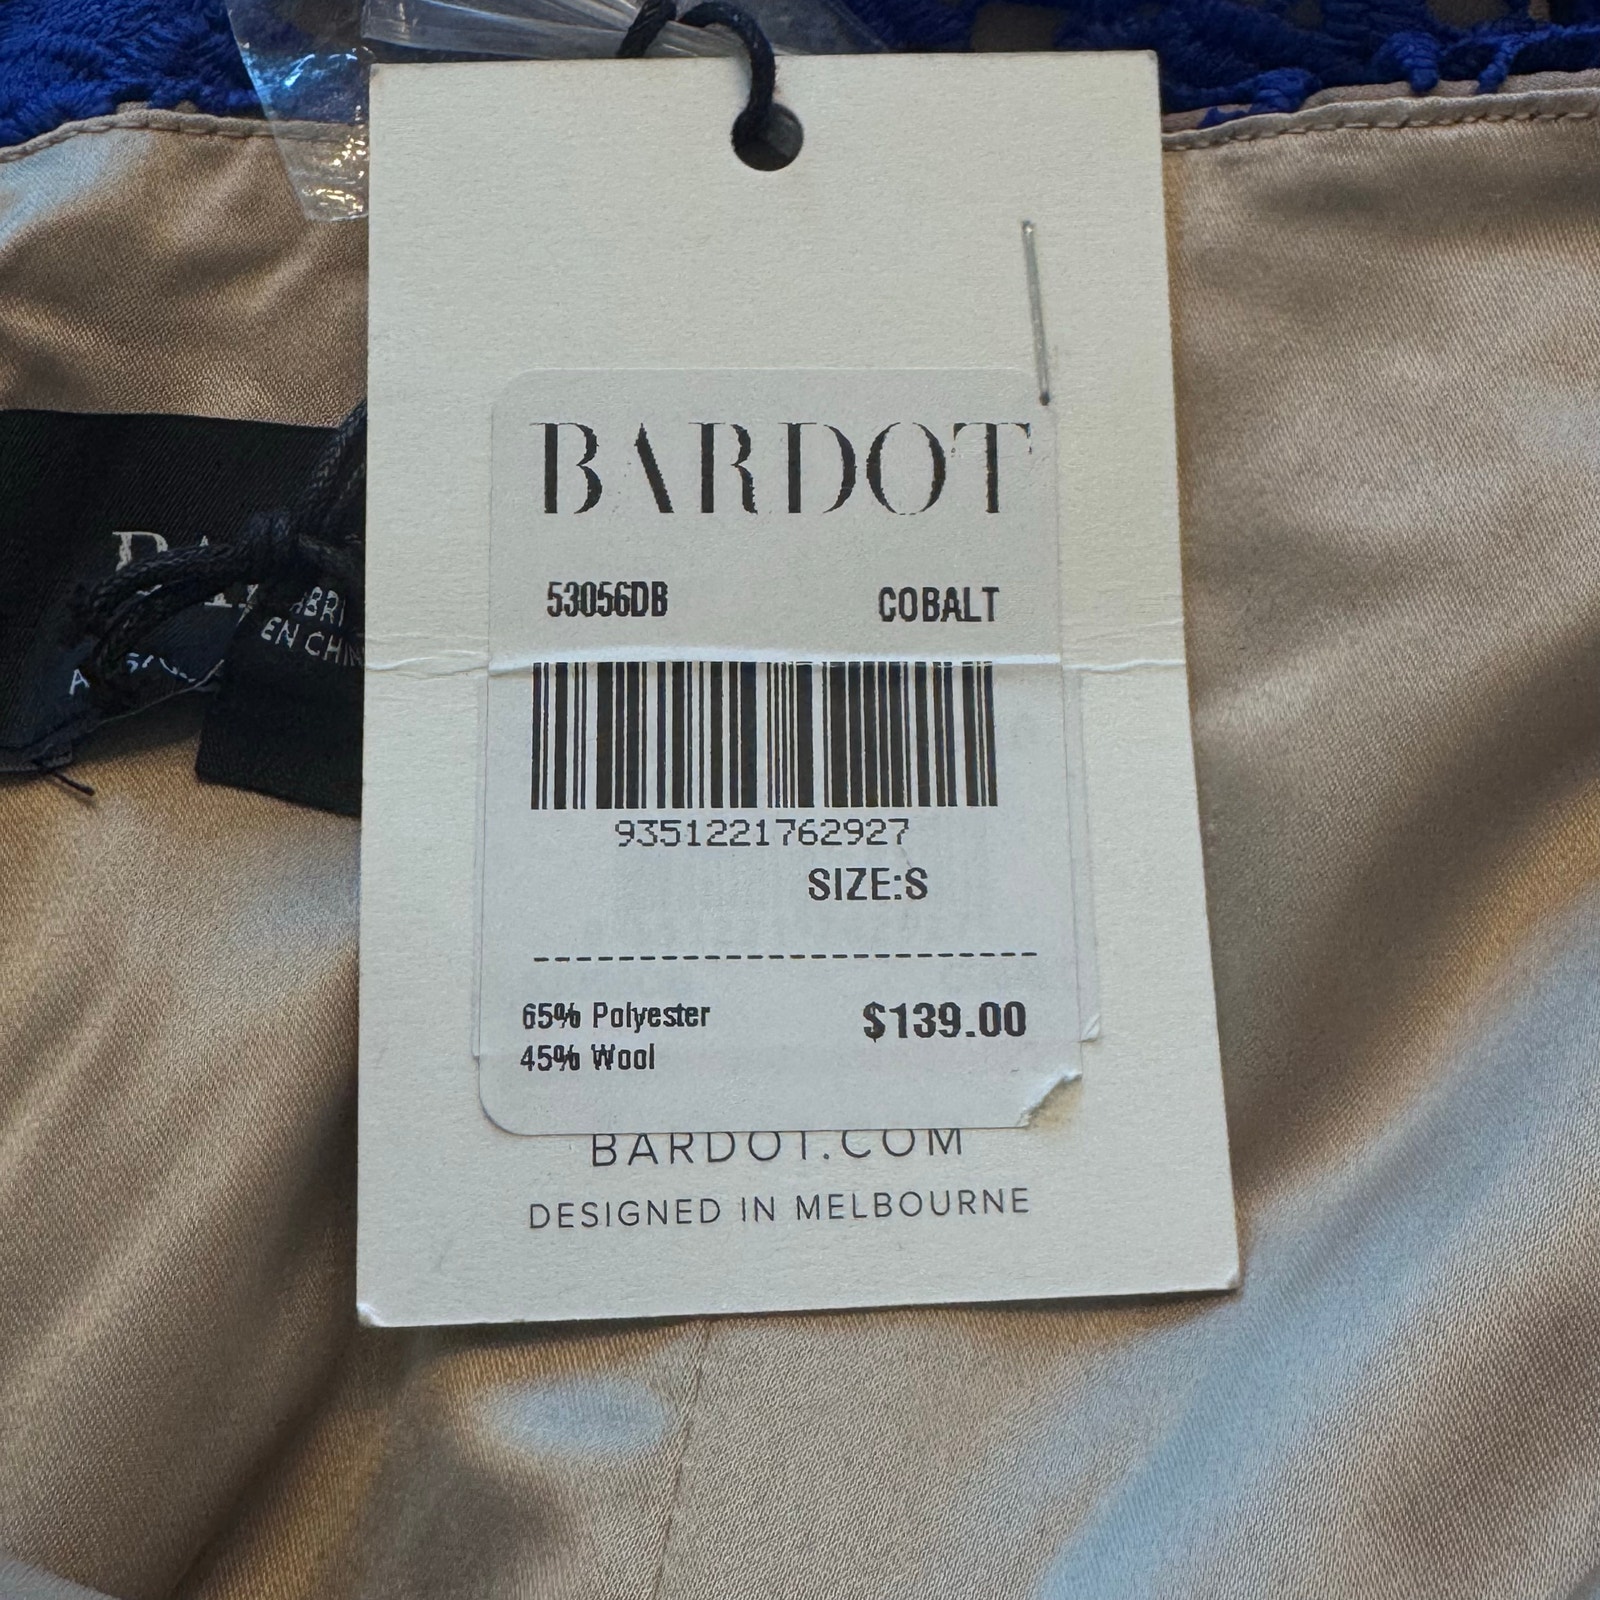 BARDOT
53056DB COBALT
9351221762927
SIZE:S
65% Polyester $139.00
45% Wool
BARDOT.COM
DESIGNED IN MELBOURNE
EN CHIN